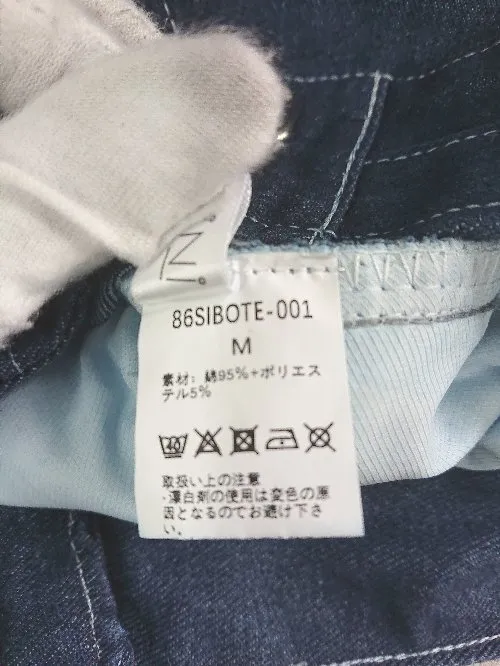 86SIBOTE-001
M
素材: 綿95%+ポリエス
テル5%
40
取扱い上の注意
・漂白剤の使用は変色の原
因となるのでお避け下さ
い。